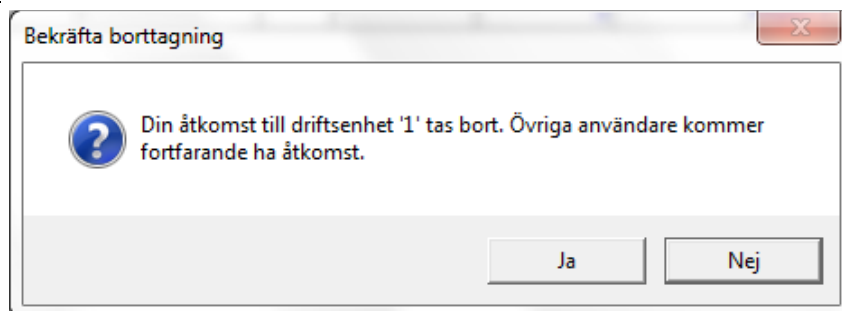 Bekräfta borttagning
Din åtkomst till driftsenhet '1' tas bort. Övriga användare kommer
fortfarande ha åtkomst.
Ja
Nej